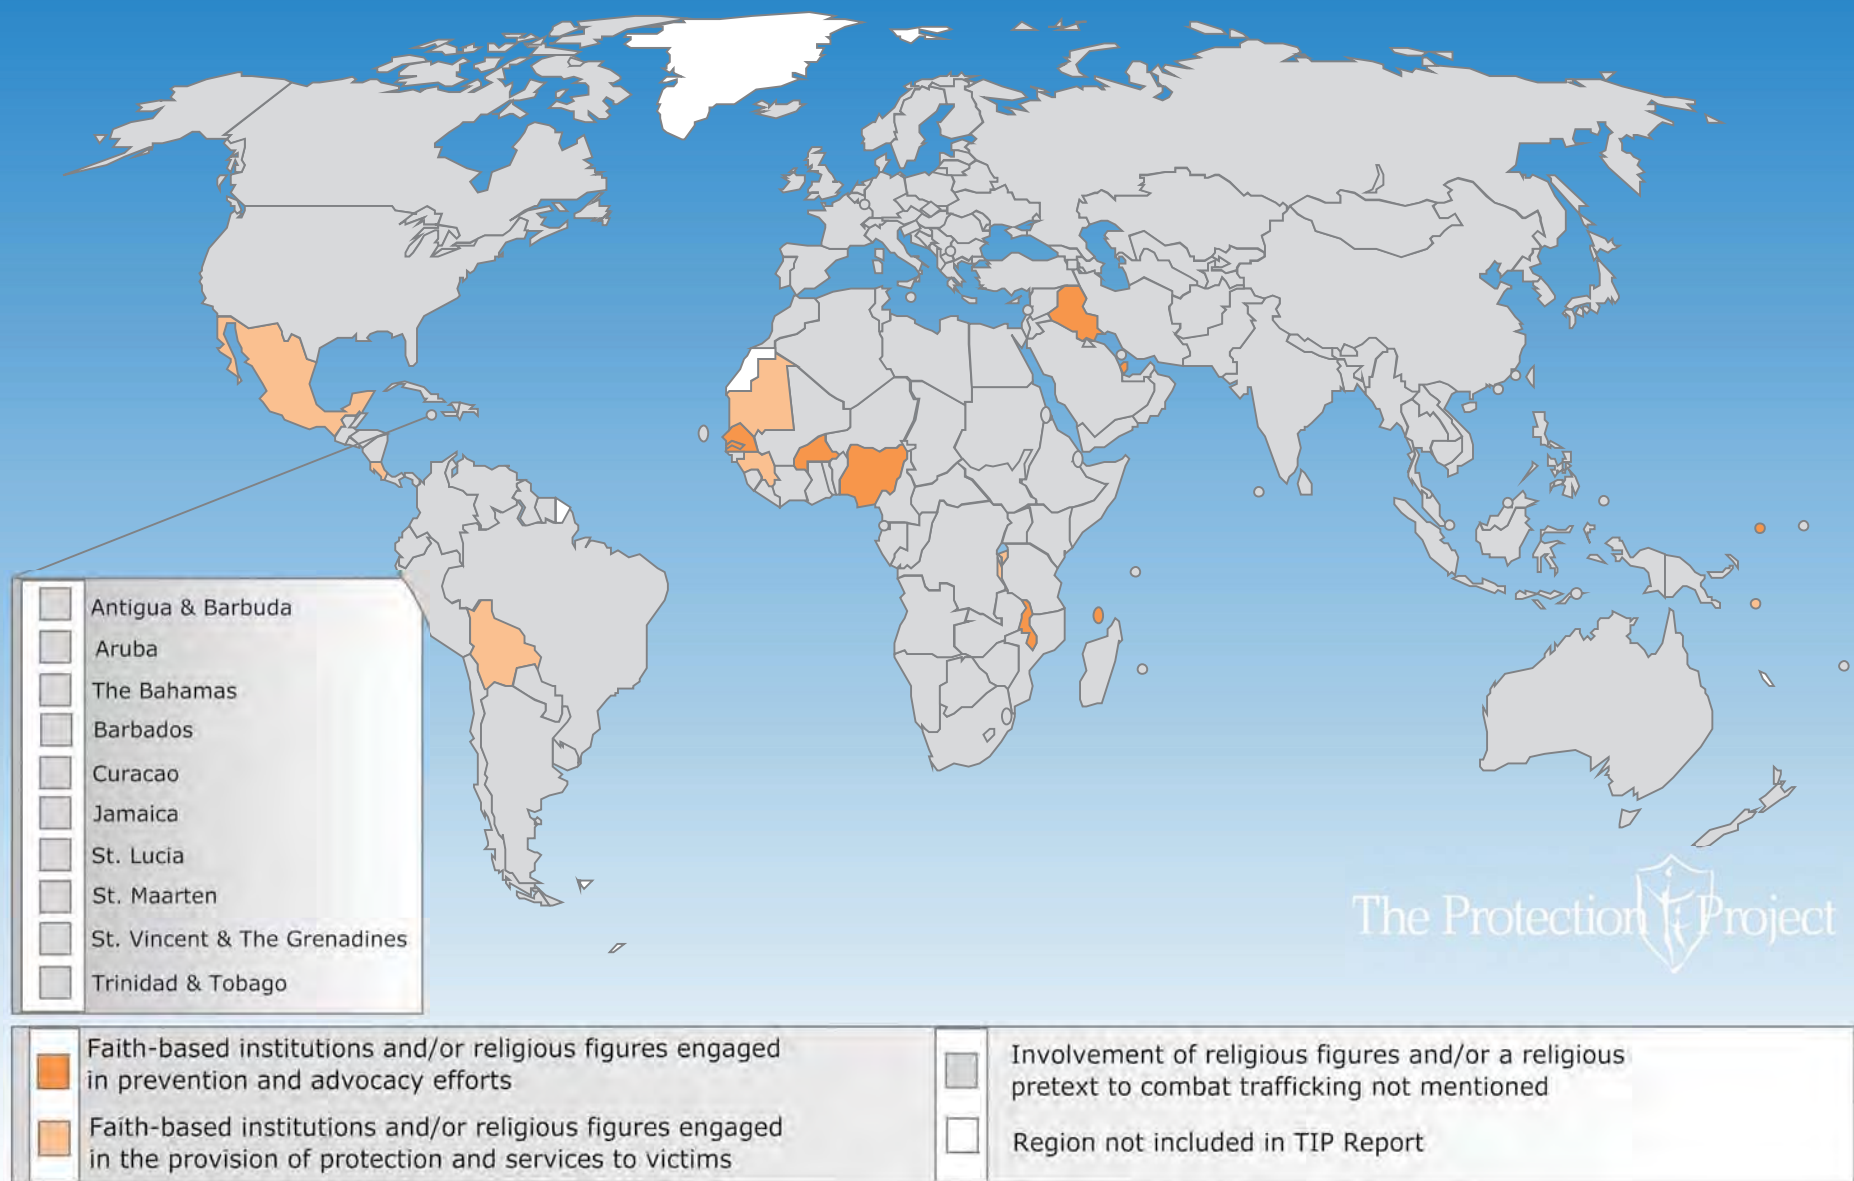 Antigua & Barbuda
Aruba
The Bahamas
Barbados
Curacao
Jamaica
St. Lucia
St. Maarten
St. Vincent & The Grenadines
Trinidad & Tobago
The Protection Project
Faith-based institutions and/or religious figures engaged
in prevention and advocacy efforts
Faith-based institutions and/or religious figures engaged
in the provision of protection and services to victims
Involvement of religious figures and/or a religious
pretext to combat trafficking not mentioned
Region not included in TIP Report